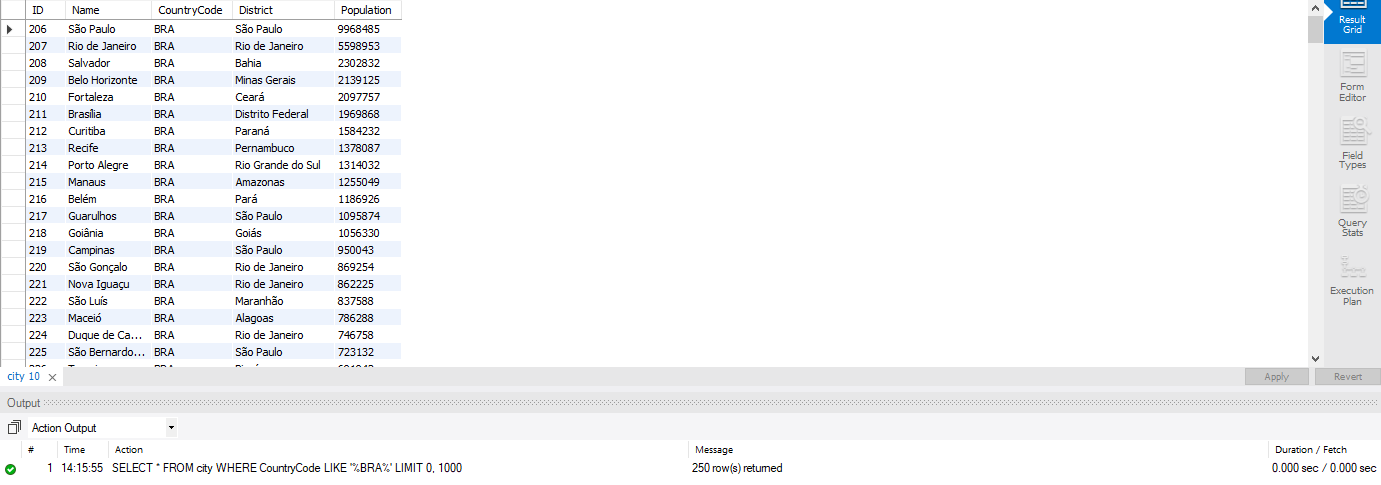 ID Name CountryCode District Population
206 São Paulo BRA São Paulo 9968485
207 Rio de Janeiro BRA Rio de Janeiro 5598953
208 Salvador BRA Bahia 2302832
209 Belo Horizonte BRA Minas Gerais 2139125
210 Fortaleza BRA Ceará 2097757
211 Brasília BRA Distrito Federal 1969868
212 Curitiba BRA Paraná 1584232
213 Recife BRA Pernambuco 1378087
214 Porto Alegre BRA Rio Grande do Sul 1314032
215 Manaus BRA Amazonas 1255049
216 Belém BRA Pará 1186926
217 Guarulhos BRA São Paulo 1095874
218 Goiânia BRA Goiás 1056330
219 Campinas BRA São Paulo 950043
220 São Gonçalo BRA Rio de Janeiro 869254
221 Nova Iguaçu BRA Rio de Janeiro 862225
222 São Luís BRA Maranhão 837588
223 Maceió BRA Alagoas 786288
224 Duque de Ca... BRA Rio de Janeiro 746758
225 São Bernardo... BRA São Paulo 723132
Result
Grid
Form
Editor
Field
Types
Query
Stats
Execution
Plan
city 10
Apply Revert
Output
Action Output
# Time Action Message Duration / Fetch
1 14:15:55 SELECT * FROM city WHERE CountryCode LIKE '%BRA%' LIMIT 0, 1000 250 row(s) returned 0.000 sec / 0.000 sec